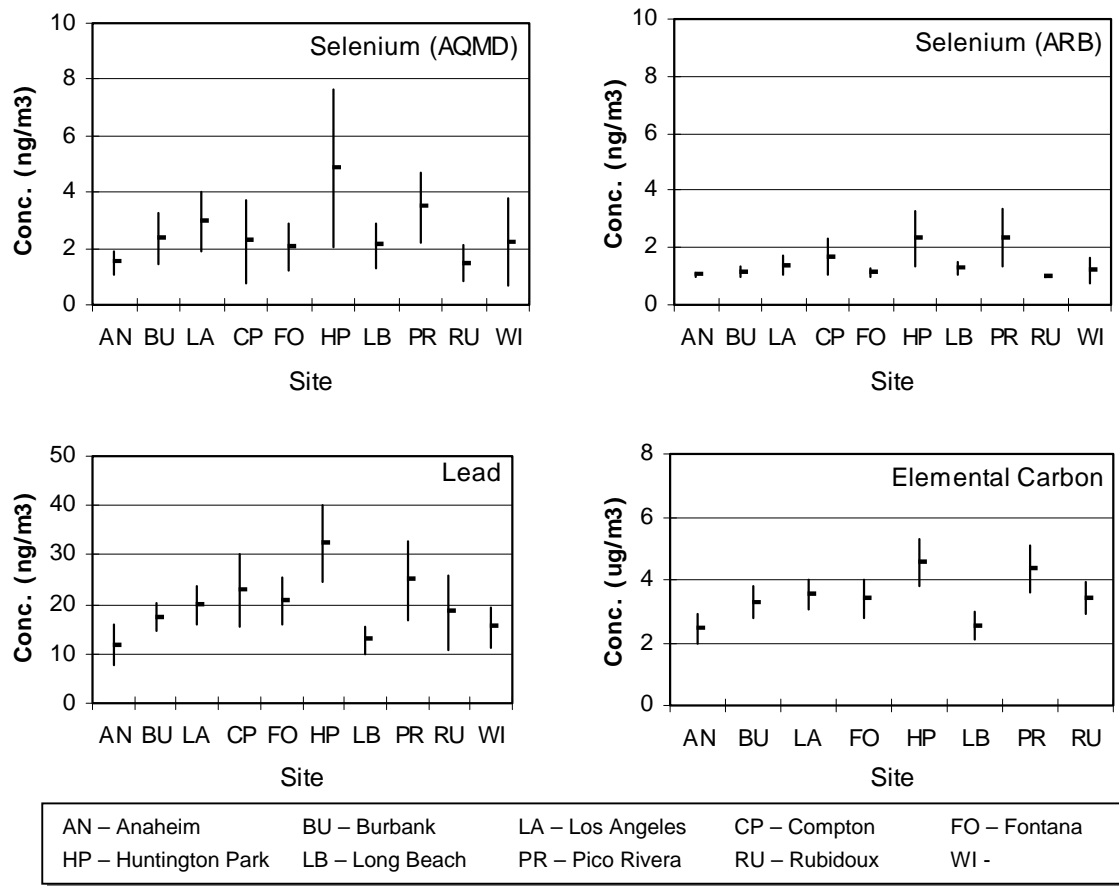 Selenium (AQMD)
Conc. (ng/m3)
10
8
6
4
2
0
AN BU LA CP FO HP LB PR RU WI
Site
Selenium (ARB)
Conc. (ng/m3)
10
8
6
4
2
0
AN BU LA CP FO HP LB PR RU WI
Site
Lead
Conc. (ng/m3)
50
40
30
20
10
0
AN BU LA CP FO HP LB PR RU WI
Site
Elemental Carbon
Conc. (ug/m3)
8
6
4
2
0
AN BU LA FO HP LB PR RU
Site
AN – Anaheim BU – Burbank LA – Los Angeles CP – Compton FO – Fontana
HP – Huntington Park LB – Long Beach PR – Pico Rivera RU – Rubidoux WI -